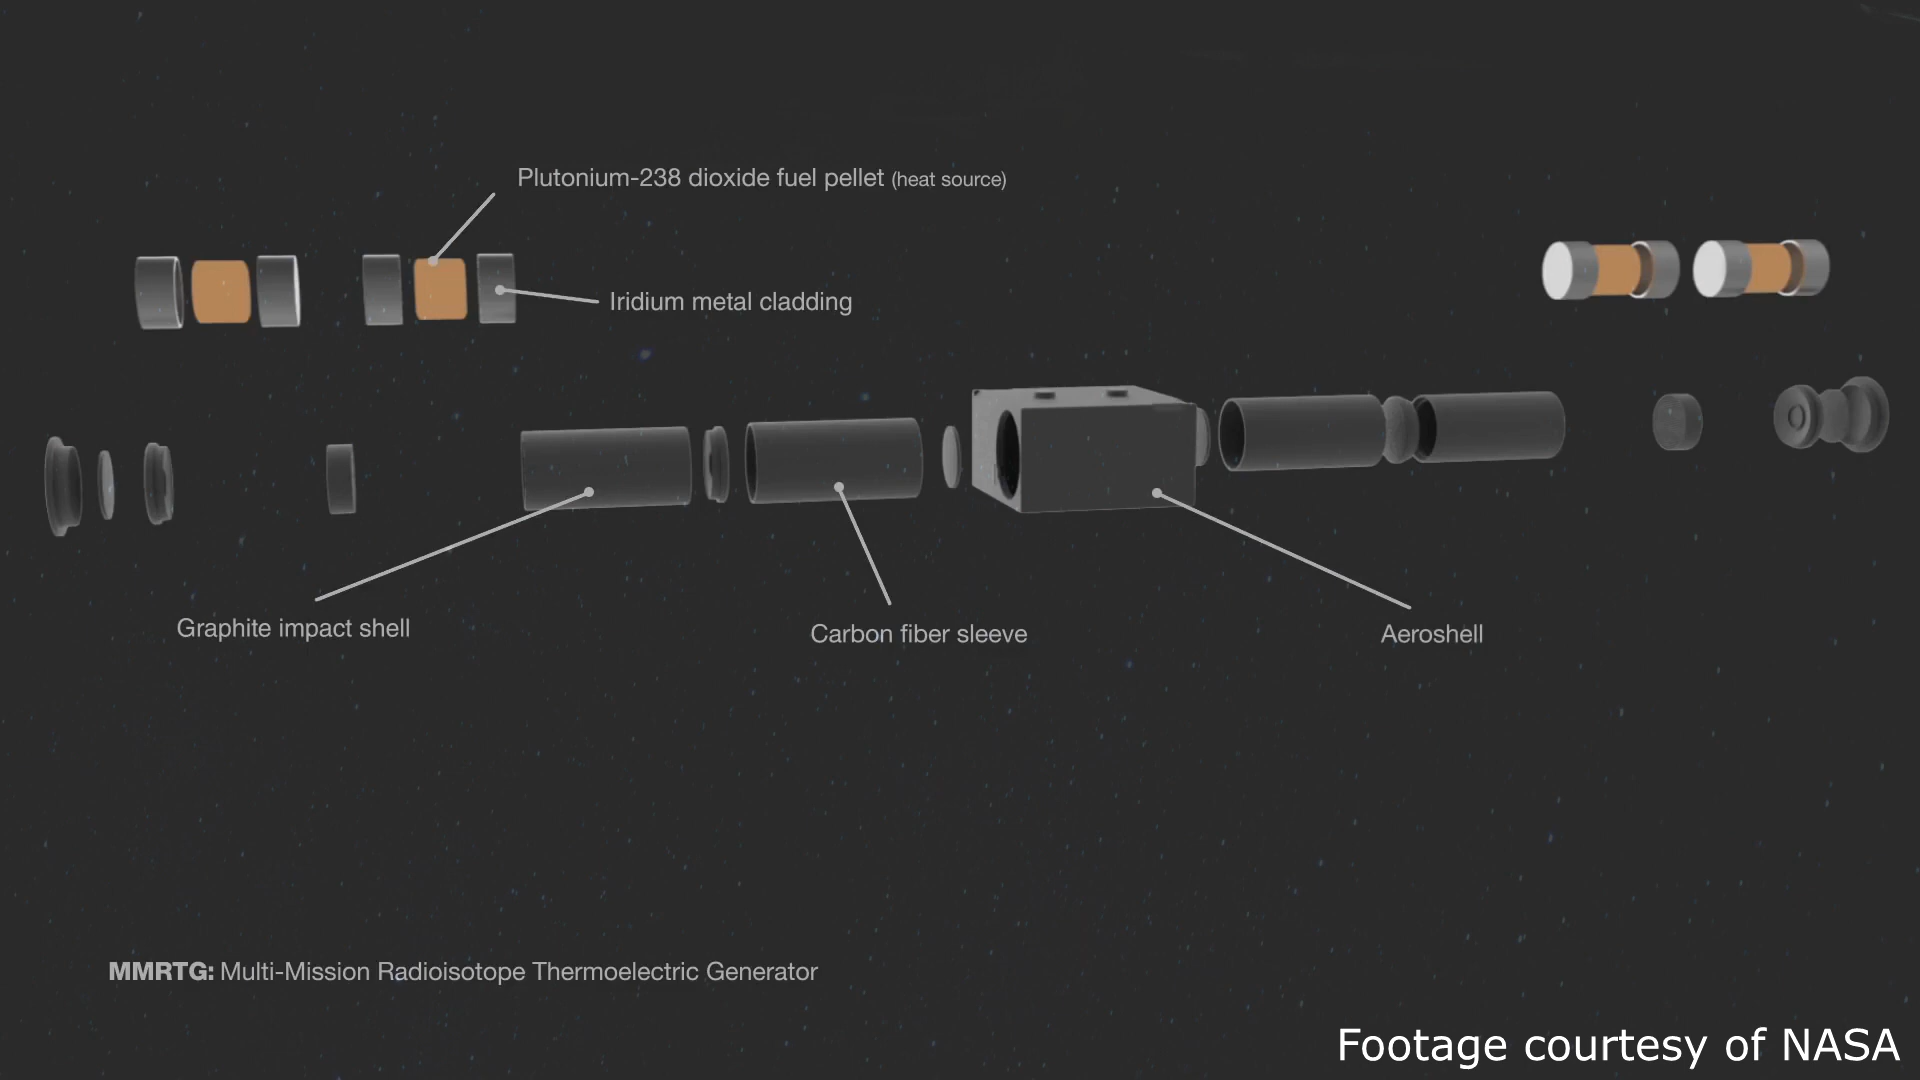 Plutonium-238 dioxide fuel pellet (heat source)
Iridium metal cladding
Graphite impact shell
Carbon fiber sleeve
Aeroshell
MMRTG: Multi-Mission Radioisotope Thermoelectric Generator
Footage courtesy of NASA